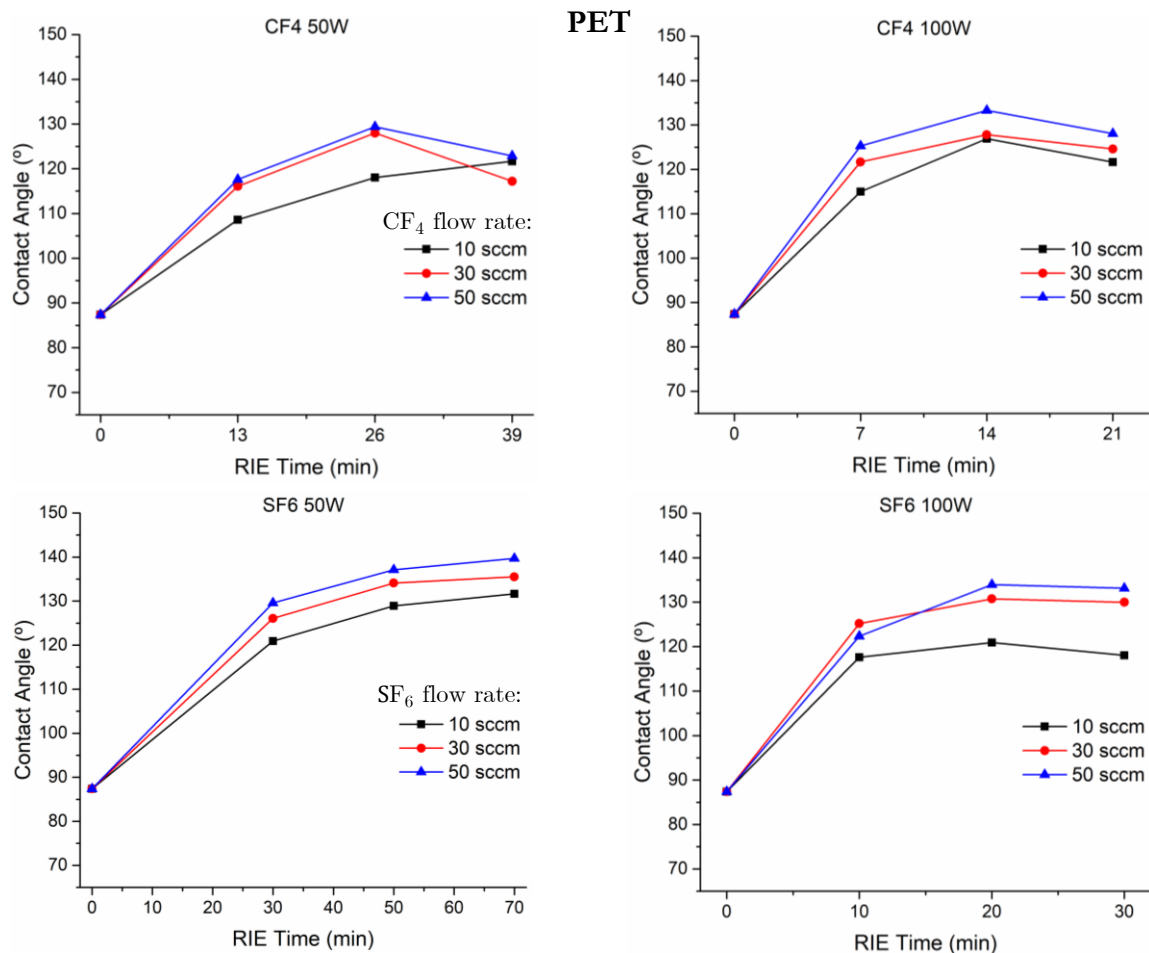 PET
CF4 50W
150
140
130
120
110
100
90
80
70
Contact Angle (º)
0 13 26 39
RIE Time (min)
CF₄ flow rate:
10 sccm
30 sccm
50 sccm
CF4 100W
150
140
130
120
110
100
90
80
70
Contact Angle (º)
0 7 14 21
RIE Time (min)
10 sccm
30 sccm
50 sccm
SF6 50W
150
140
130
120
110
100
90
80
70
Contact Angle (º)
0 10 20 30 40 50 60 70
RIE Time (min)
SF₆ flow rate:
10 sccm
30 sccm
50 sccm
SF6 100W
150
140
130
120
110
100
90
80
70
Contact Angle (º)
0 10 20 30
RIE Time (min)
10 sccm
30 sccm
50 sccm